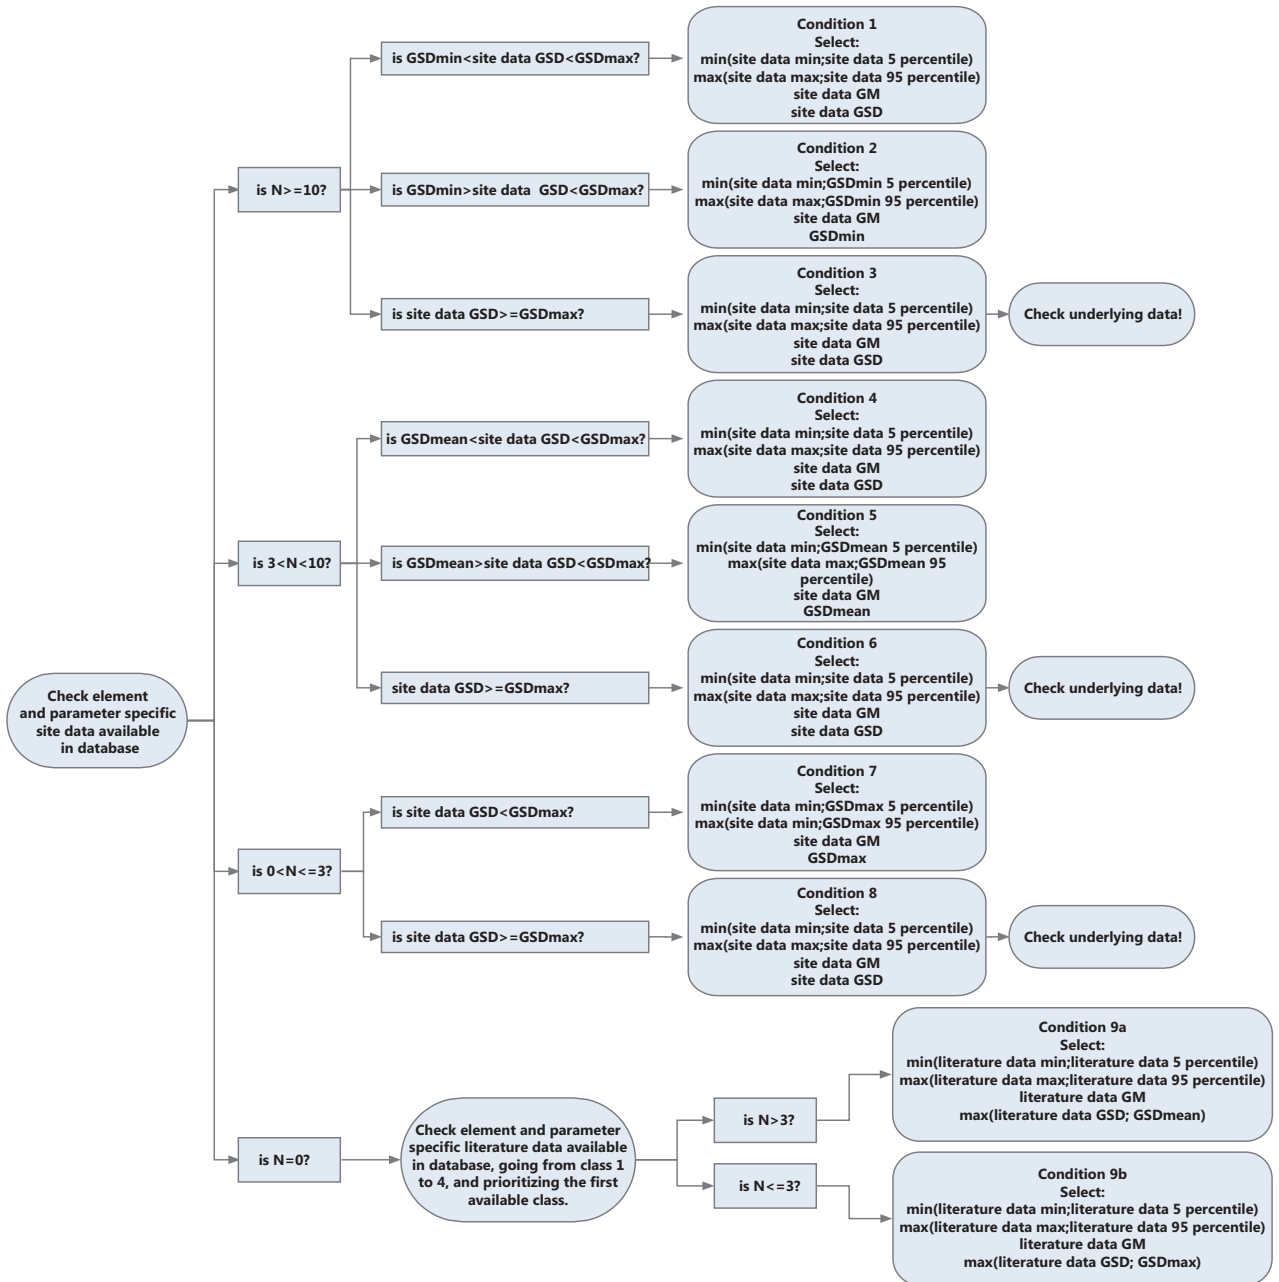 Check element
and parameter specific
site data available
in database
is N>=10?
is GSDmin<site data GSD<GSDmax?
Condition 1
Select:
min(site data min;site data 5 percentile)
max(site data max;site data 95 percentile)
site data GM
site data GSD
is GSDmin>site data  GSD<GSDmax?
Condition 2
Select:
min(site data min;GSDmin 5 percentile)
max(site data max;GSDmin 95 percentile)
site data GM
GSDmin
is site data GSD>=GSDmax?
Condition 3
Select:
min(site data min;site data 5 percentile)
max(site data max;site data 95 percentile)
site data GM
site data GSD
Check underlying data!
is 3<N<10?
is GSDmean<site data GSD<GSDmax?
Condition 4
Select:
min(site data min;site data 5 percentile)
max(site data max;site data 95 percentile)
site data GM
site data GSD
is GSDmean>site data GSD<GSDmax?
Condition 5
Select:
min(site data min;GSDmean 5 percentile)
max(site data max;GSDmean 95
percentile)
site data GM
GSDmean
site data GSD>=GSDmax?
Condition 6
Select:
min(site data min;site data 5 percentile)
max(site data max;site data 95 percentile)
site data GM
site data GSD
Check underlying data!
is 0<N<=3?
is site data GSD<GSDmax?
Condition 7
Select:
min(site data min;GSDmax 5 percentile)
max(site data min;GSDmax 95 percentile)
site data GM
GSDmax
is site data GSD>=GSDmax?
Condition 8
Select:
min(site data min;site data 5 percentile)
max(site data max;site data 95 percentile)
site data GM
site data GSD
Check underlying data!
is N=0?
Check element and parameter
specific literature data available
in database, going from class 1
to 4, and prioritizing the first
available class.
is N>3?
Condition 9a
Select:
min(literature data min;literature data 5 percentile)
max(literature data max;literature data 95 percentile)
literature data GM
max(literature data GSD; GSDmean)
is N<=3?
Condition 9b
Select:
min(literature data min;literature data 5 percentile)
max(literature data max;literature data 95 percentile)
literature data GM
max(literature data GSD; GSDmax)